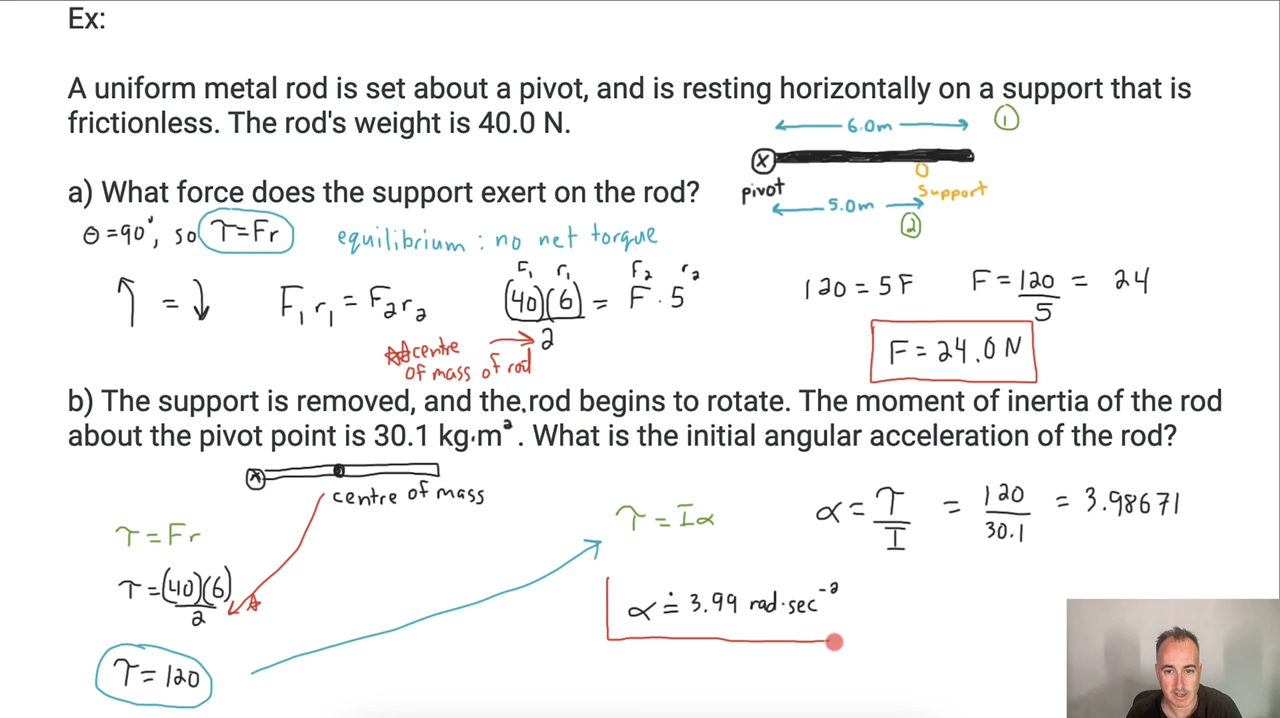 Ex:
A uniform metal rod is set about a pivot, and is resting horizontally on a support that is
frictionless. The rod's weight is 40.0 N.
6.0m
①
pivot
support
5.0m
②
a) What force does the support exert on the rod?
θ = 90°, so τ = Fr
equilibrium : no net torque
↑ = ↓
F₁r₁ = F₂r₂
F₁ r₁ F₂ r₂
(40)(6)/2 = F · 5
120 = 5F
F = 120/5 = 24
centre
of mass of rod
F = 24.0 N
b) The support is removed, and the rod begins to rotate. The moment of inertia of the rod
about the pivot point is 30.1 kg·m². What is the initial angular acceleration of the rod?
centre of mass
τ = Fr
τ = (40)(6)/2
τ = 120
τ = Iα
α = τ/I = 120/30.1 = 3.98671
α ≐ 3.99 rad·sec⁻²